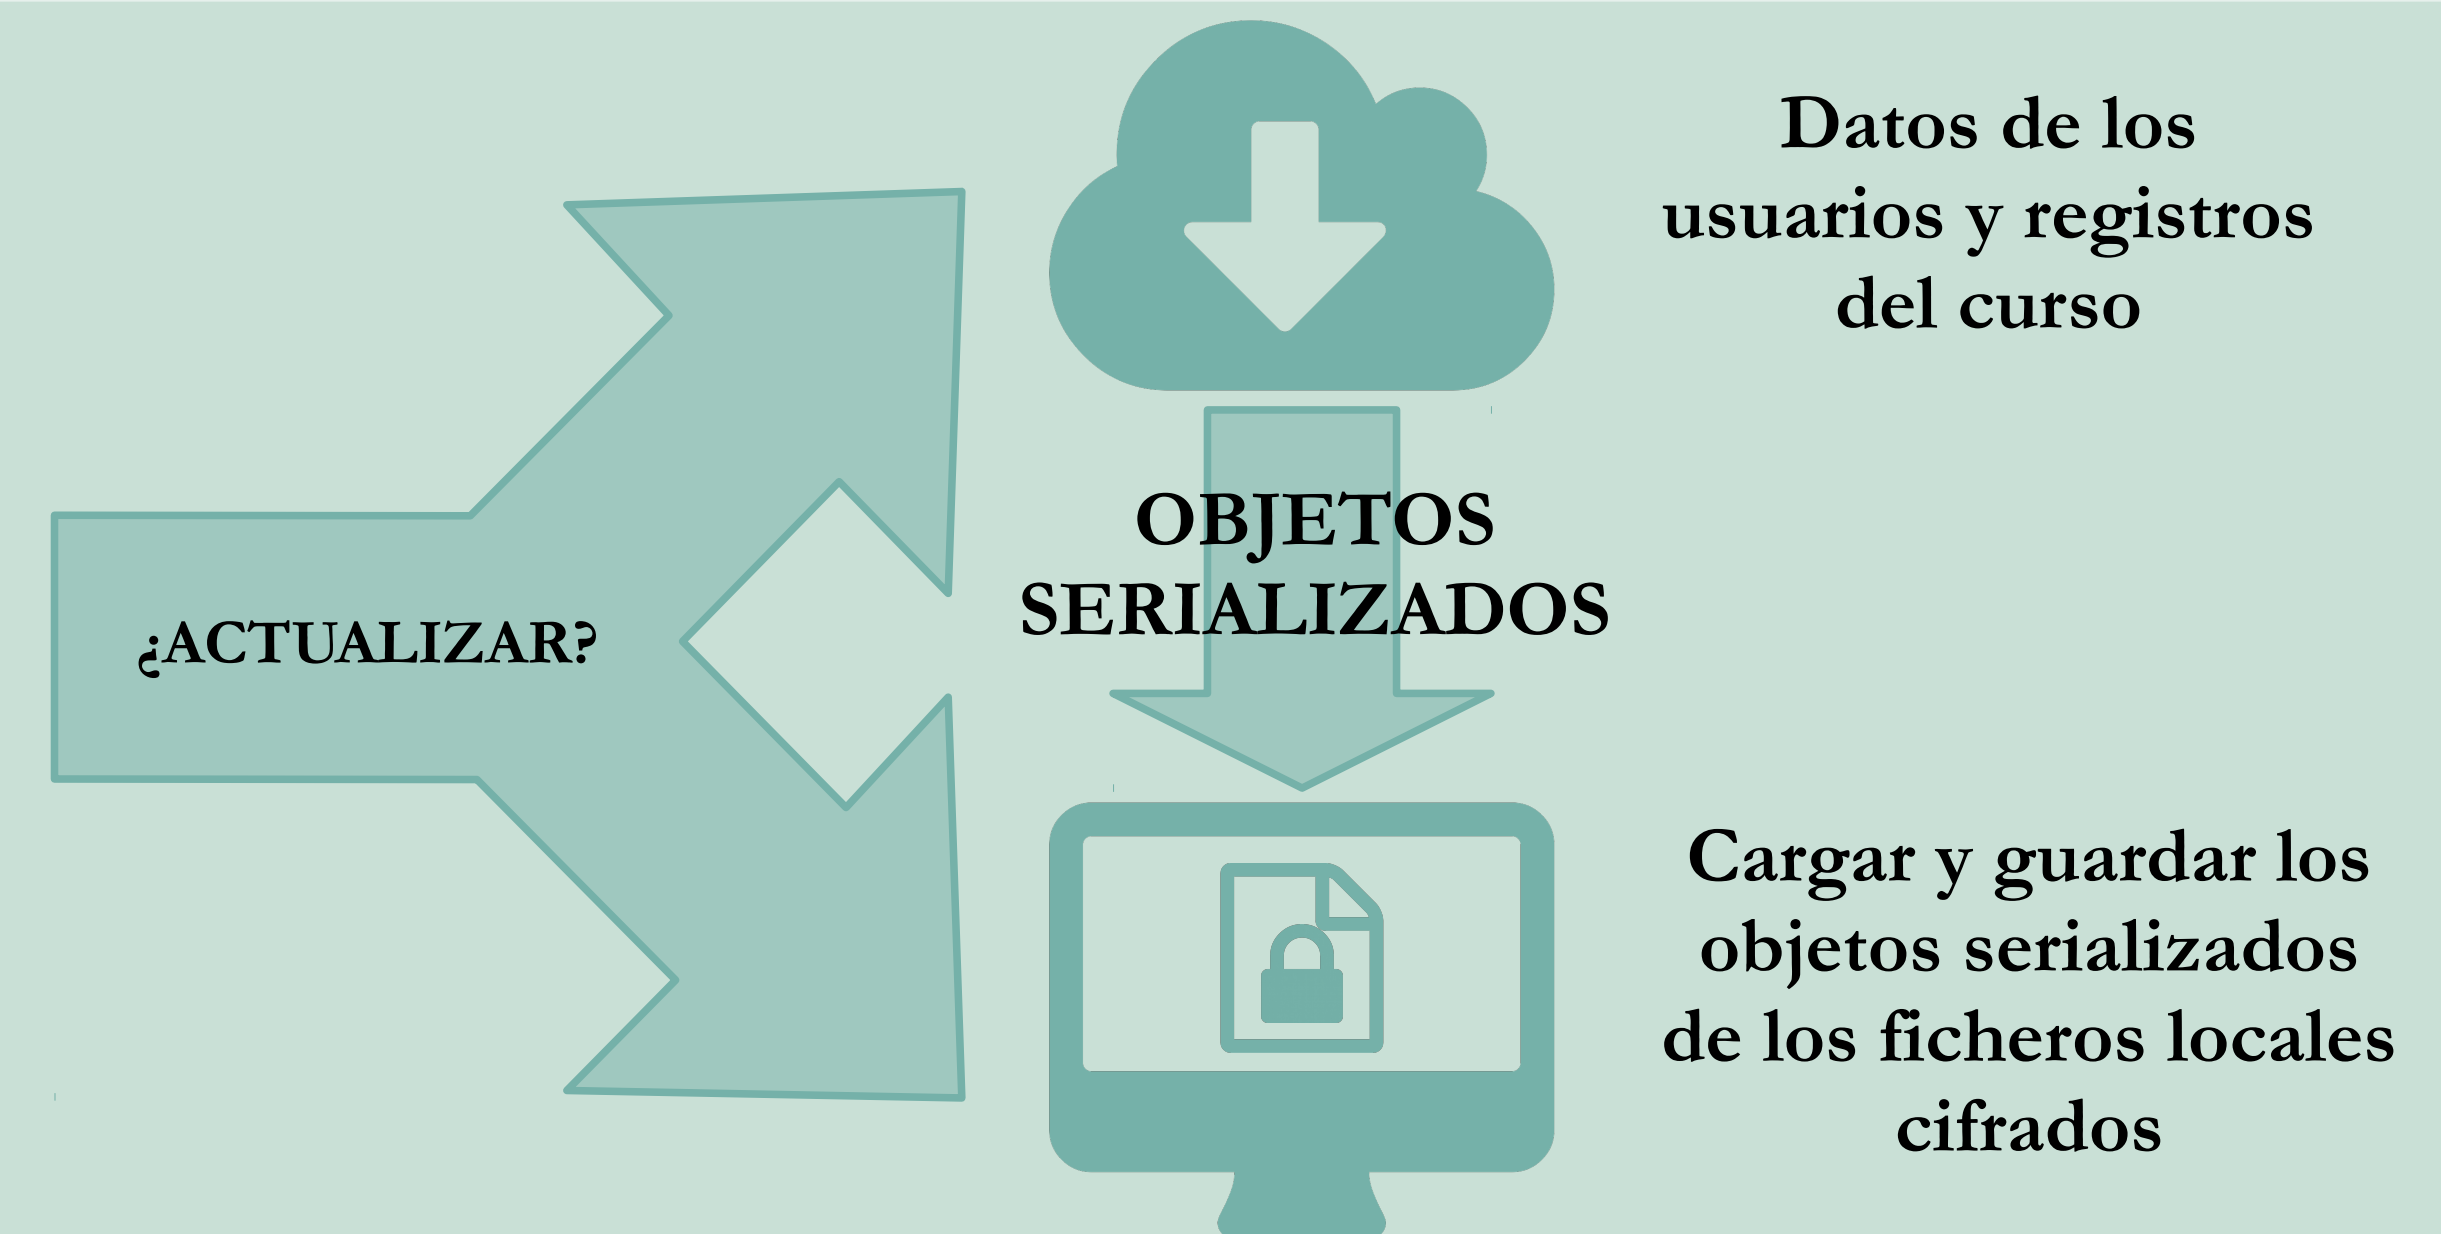 Datos de los
usuarios y registros
del curso
OBJETOS
SERIALIZADOS
¿ACTUALIZAR?
Cargar y guardar los
objetos serializados
de los ficheros locales
cifrados